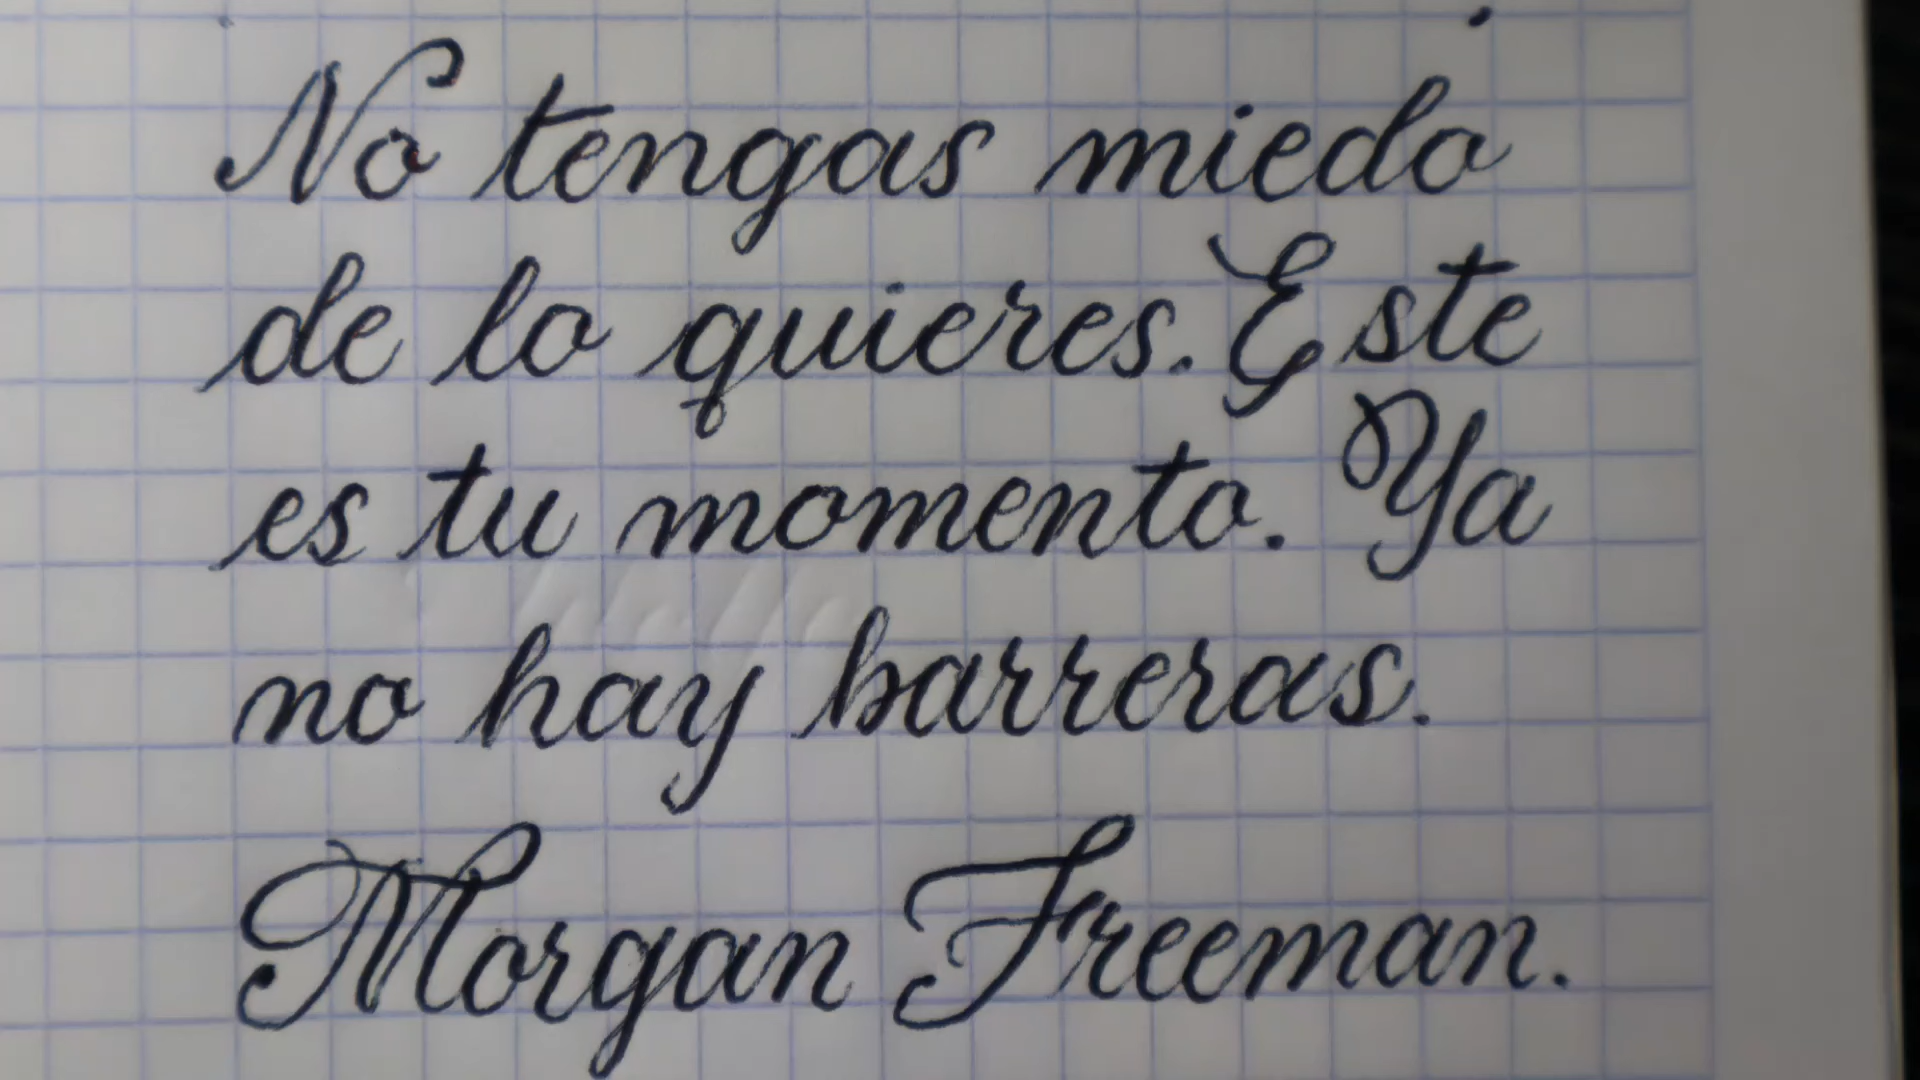 No tengas miedo
de lo quieres. Este
es tu momento. Ya
no hay barreras.
Morgan Freeman.